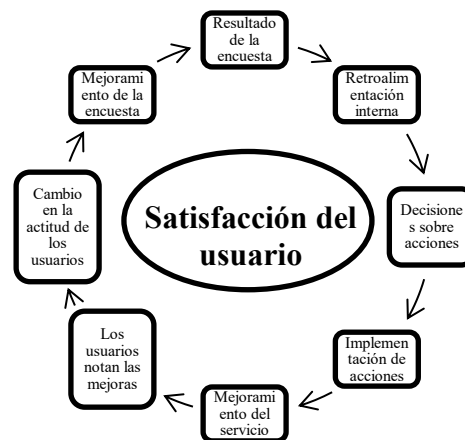 Resultado
de la
encuesta
Retroalim
entación
interna
Decisione
s sobre
acciones
Implemen
tación de
acciones
Mejorami
ento del
servicio
Los
usuarios
notan las
mejoras
Cambio
en la
actitud de
los
usuarios
Mejorami
ento de la
encuesta
Satisfacción del
usuario